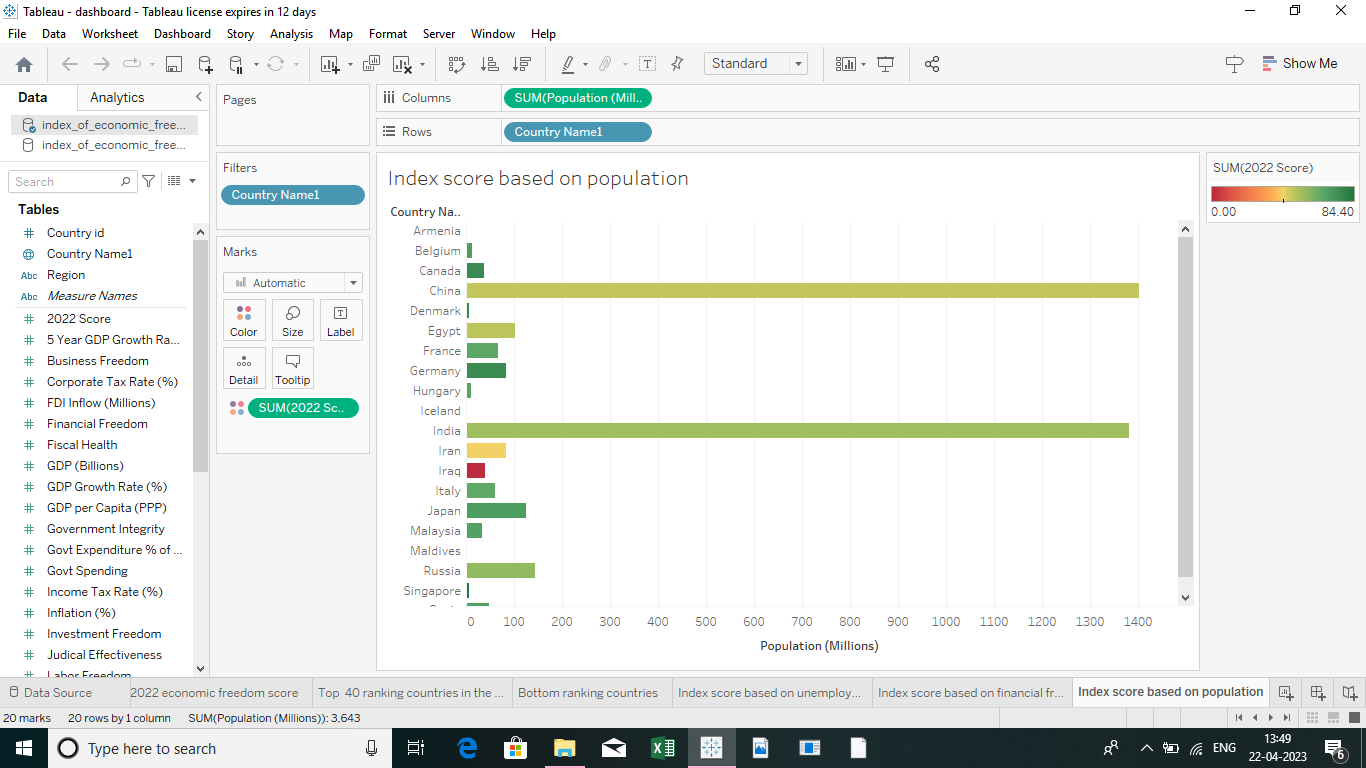 Tableau - dashboard - Tableau license expires in 12 days
File Data Worksheet Dashboard Story Analysis Map Format Server Window Help
Standard
Show Me
Data Analytics
index_of_economic_free...
index_of_economic_free...
Search
Tables
Country id
Country Name1
Abc Region
Abc Measure Names
2022 Score
5 Year GDP Growth Ra...
Business Freedom
Corporate Tax Rate (%)
FDI Inflow (Millions)
Financial Freedom
Fiscal Health
GDP (Billions)
GDP Growth Rate (%)
GDP per Capita (PPP)
Government Integrity
Govt Expenditure % of ...
Govt Spending
Income Tax Rate (%)
Inflation (%)
Investment Freedom
Judical Effectiveness
Labor Freedom
Pages
Filters
Country Name1
Marks
Automatic
Color Size Label
Detail Tooltip
SUM(2022 Sc..
Columns SUM(Population (Mill..
Rows Country Name1
Index score based on population
Country Na..
Armenia
Belgium
Canada
China
Denmark
Egypt
France
Germany
Hungary
Iceland
India
Iran
Iraq
Italy
Japan
Malaysia
Maldives
Russia
Singapore
0 100 200 300 400 500 600 700 800 900 1000 1100 1200 1300 1400
Population (Millions)
SUM(2022 Score)
0.00 84.40
Data Source 2022 economic freedom score Top 40 ranking countries in the ... Bottom ranking countries Index score based on unemploy... Index score based on financial fr... Index score based on population
20 marks 20 rows by 1 column SUM(Population (Millions)): 3,643
Type here to search
ENG
13:49
22-04-2023
6